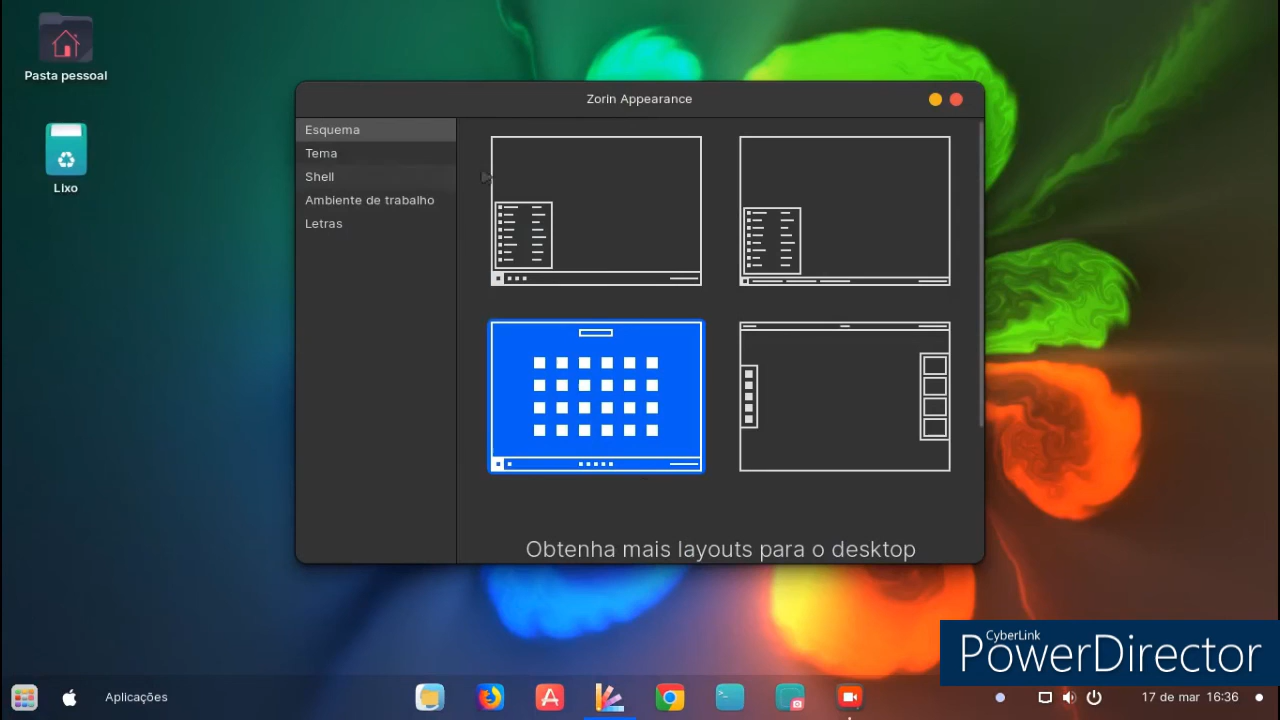 Pasta pessoal
Lixo
Zorin Appearance
Esquema
Tema
Shell
Ambiente de trabalho
Letras
Obtenha mais layouts para o desktop
CyberLink
PowerDirector
Aplicações
17 de mar 16:36